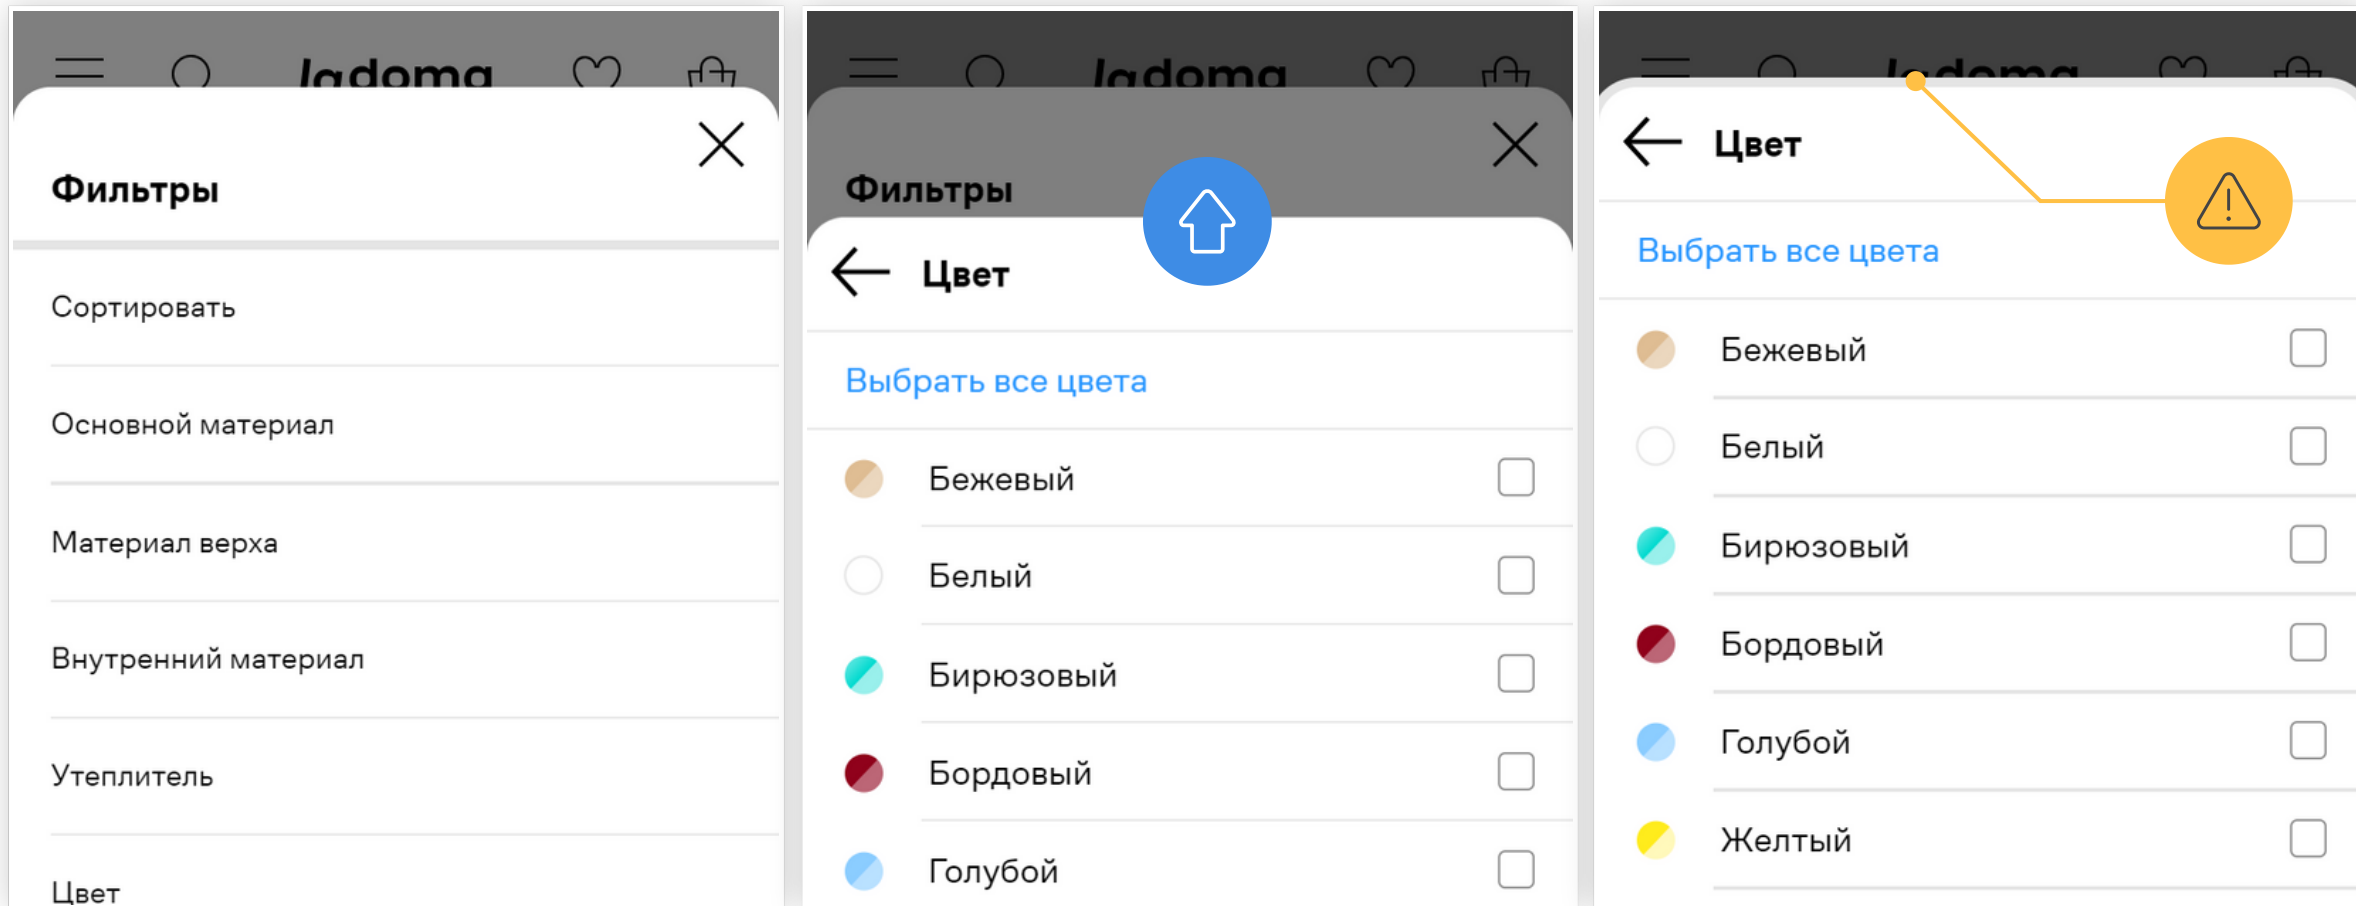 ladoma
Фильтры
Сортировать
Основной материал
Материал верха
Внутренний материал
Утеплитель
Цвет
ladoma
Фильтры
Цвет
Выбрать все цвета
Бежевый
Белый
Бирюзовый
Бордовый
Голубой
ladoma
Цвет
Выбрать все цвета
Бежевый
Белый
Бирюзовый
Бордовый
Голубой
Желтый